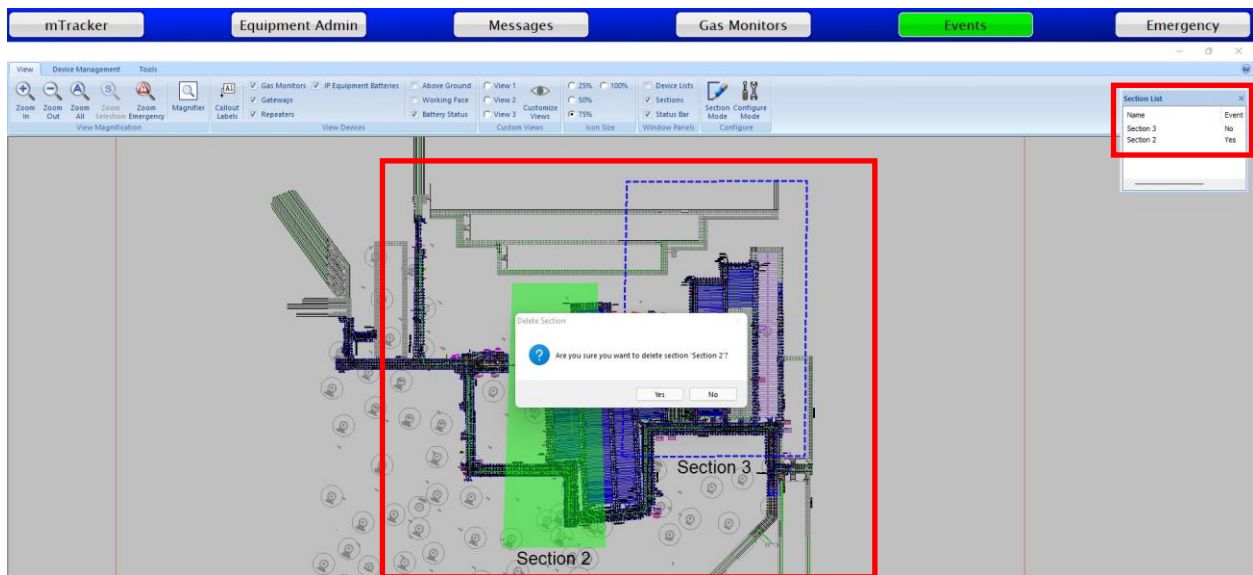 mTracker Equipment Admin Messages Gas Monitors Events Emergency
View Device Management Tools
Zoom In
Zoom Out
Zoom All
Zoom Selection
Zoom Emergency
View Magnification
Magnifier
A1
Callout Labels
Gas Monitors IP Equipment Batteries Above Ground
Gateways Working Face
Repeaters Battery Status
View Devices
View 1
View 2
View 3
Customize Views
Custom Views
25% 100%
50%
75%
Icon Size
Device Lists
Sections
Status Bar
Window Panels
Section Mode
Configure Mode
Configure
Section List
Name Event
Section 3 No
Section 2 Yes
Delete Section
Are you sure you want to delete section 'Section 2'?
Yes No
Section 3
Section 2